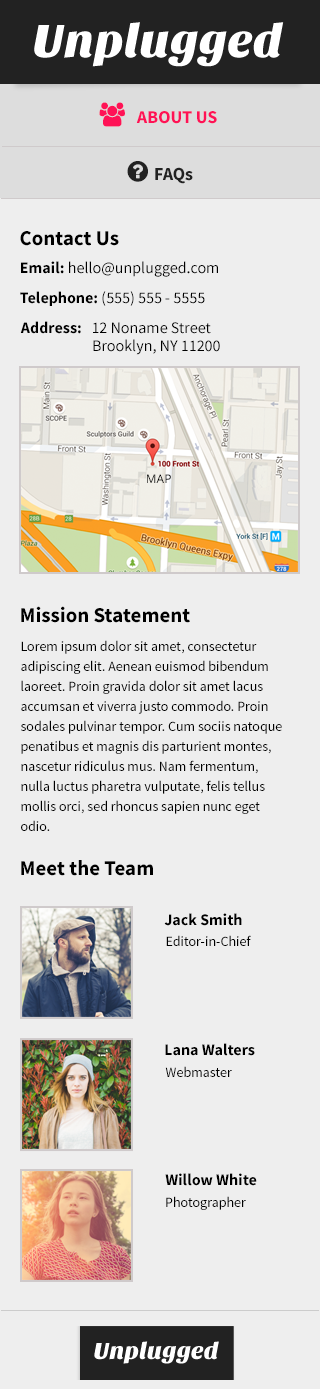 Unplugged
ABOUT US
FAQs
Contact Us
Email: hello@unplugged.com
Telephone: (555) 555 - 5555
Address: 12 Noname Street
Brooklyn, NY 11200
Main St
SCOPE
Anchorage Pl
Sculptors Guild
Pearl St
Front St
100 Front St
Front St
Jay St
MAP
Washington St
28B
28
York St [F] M
Plaza
Brooklyn Queens Expy
278
Mission Statement
Lorem ipsum dolor sit amet, consectetur
adipiscing elit. Aenean euismod bibendum
laoreet. Proin gravida dolor sit amet lacus
accumsan et viverra justo commodo. Proin
sodales pulvinar tempor. Cum sociis natoque
penatibus et magnis dis parturient montes,
nascetur ridiculus mus. Nam fermentum,
nulla luctus pharetra vulputate, felis tellus
mollis orci, sed rhoncus sapien nunc eget
odio.
Meet the Team
Jack Smith
Editor-in-Chief
Lana Walters
Webmaster
Willow White
Photographer
Unplugged